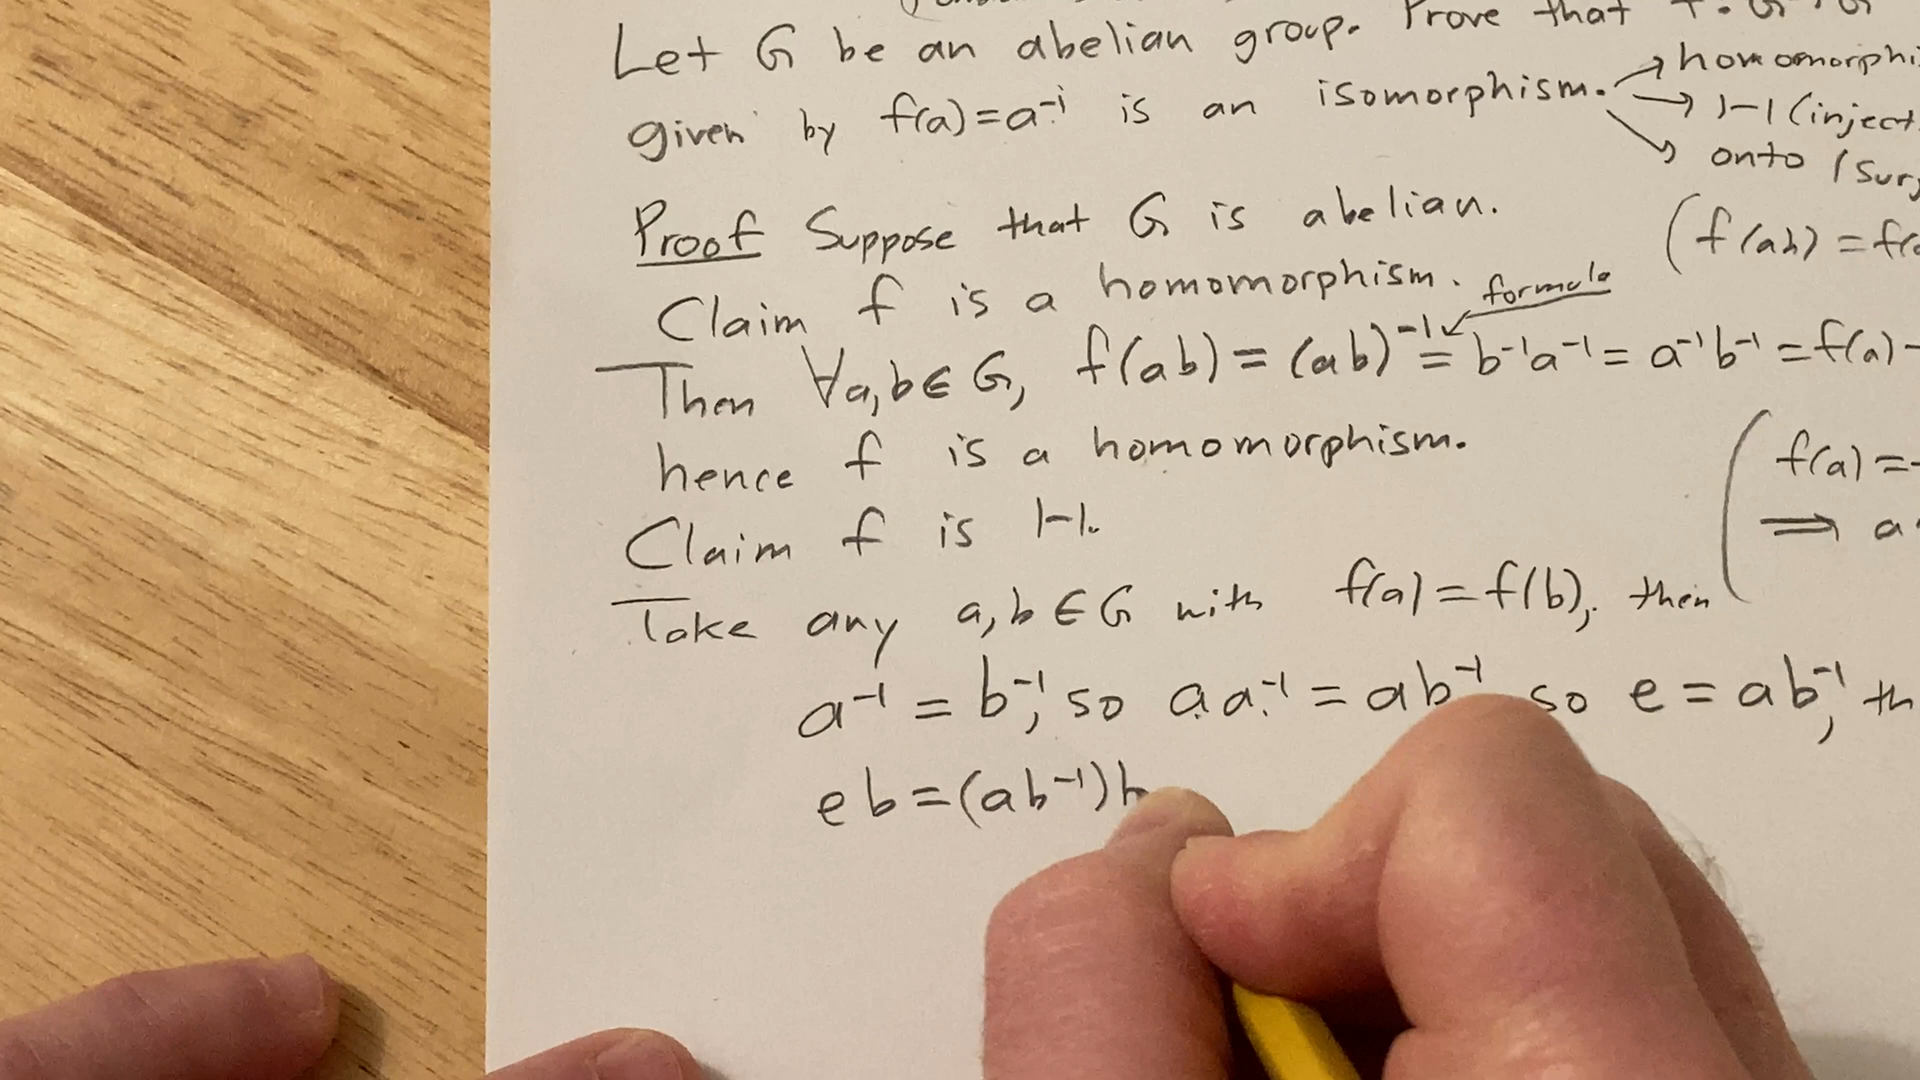 Let G be an abelian group. Prove that
given by f(a)=a⁻¹ is an isomorphism. → homomorphi
→ 1-1 (inject
→ onto (surj
Proof Suppose that G is abelian.
(f(ab) = f(a
Claim f is a homomorphism. formula
Then ∀a,b∈G, f(ab) = (ab)⁻¹ = b⁻¹a⁻¹ = a⁻¹b⁻¹ = f(a)
hence f is a homomorphism.
(f(a) =
Claim f is 1-1.
⟹ a
Take any a,b∈G with f(a)=f(b), then
a⁻¹ = b⁻¹, so a.a⁻¹ = ab⁻¹ so e = ab⁻¹, th
eb=(ab⁻¹)b